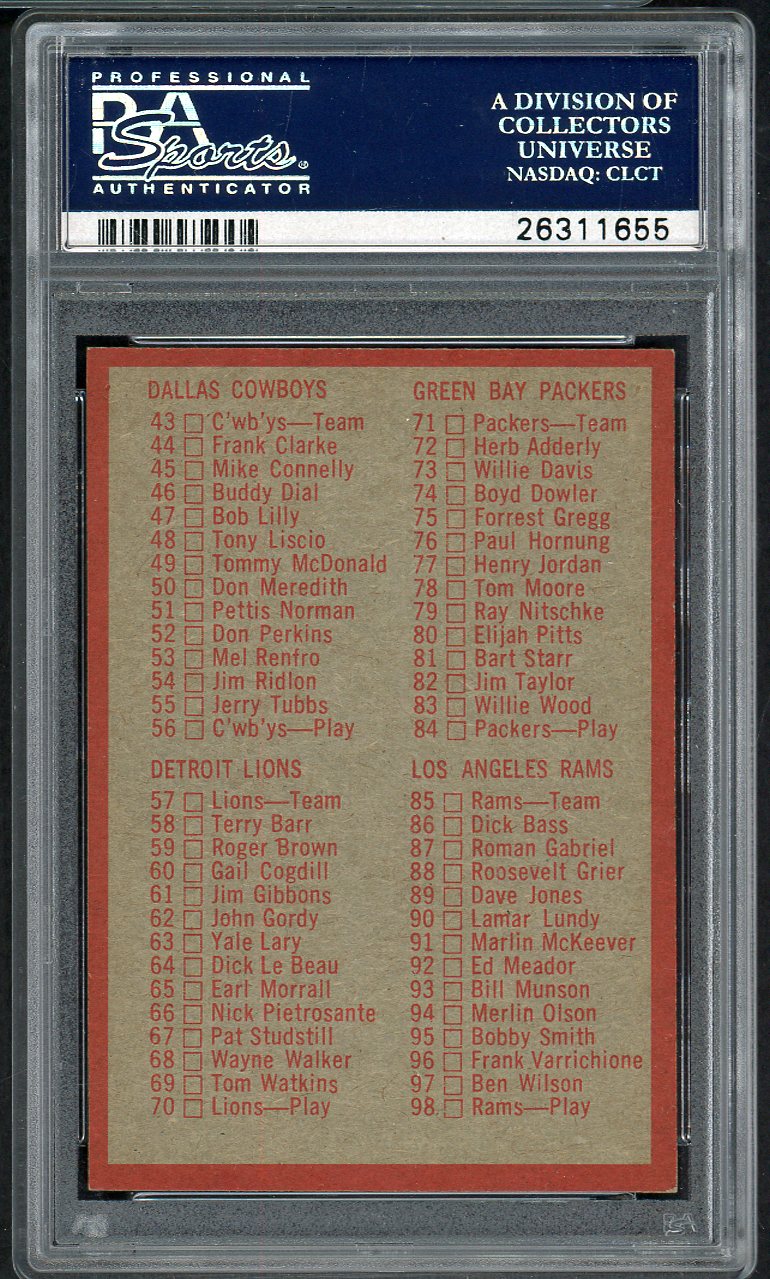 PROFESSIONAL
PSA
Sports®
AUTHENTICATOR
A DIVISION OF
COLLECTORS
UNIVERSE
NASDAQ: CLCT
26311655
DALLAS COWBOYS
43 C'wb'ys—Team
44 Frank Clarke
45 Mike Connelly
46 Buddy Dial
47 Bob Lilly
48 Tony Liscio
49 Tommy McDonald
50 Don Meredith
51 Pettis Norman
52 Don Perkins
53 Mel Renfro
54 Jim Ridlon
55 Jerry Tubbs
56 C'wb'ys—Play
DETROIT LIONS
57 Lions—Team
58 Terry Barr
59 Roger Brown
60 Gail Cogdill
61 Jim Gibbons
62 John Gordy
63 Yale Lary
64 Dick Le Beau
65 Earl Morrall
66 Nick Pietrosante
67 Pat Studstill
68 Wayne Walker
69 Tom Watkins
70 Lions—Play
GREEN BAY PACKERS
71 Packers—Team
72 Herb Adderly
73 Willie Davis
74 Boyd Dowler
75 Forrest Gregg
76 Paul Hornung
77 Henry Jordan
78 Tom Moore
79 Ray Nitschke
80 Elijah Pitts
81 Bart Starr
82 Jim Taylor
83 Willie Wood
84 Packers—Play
LOS ANGELES RAMS
85 Rams—Team
86 Dick Bass
87 Roman Gabriel
88 Roosevelt Grier
89 Dave Jones
90 Lamar Lundy
91 Marlin McKeever
92 Ed Meador
93 Bill Munson
94 Merlin Olson
95 Bobby Smith
96 Frank Varrichione
97 Ben Wilson
98 Rams—Play
PSA